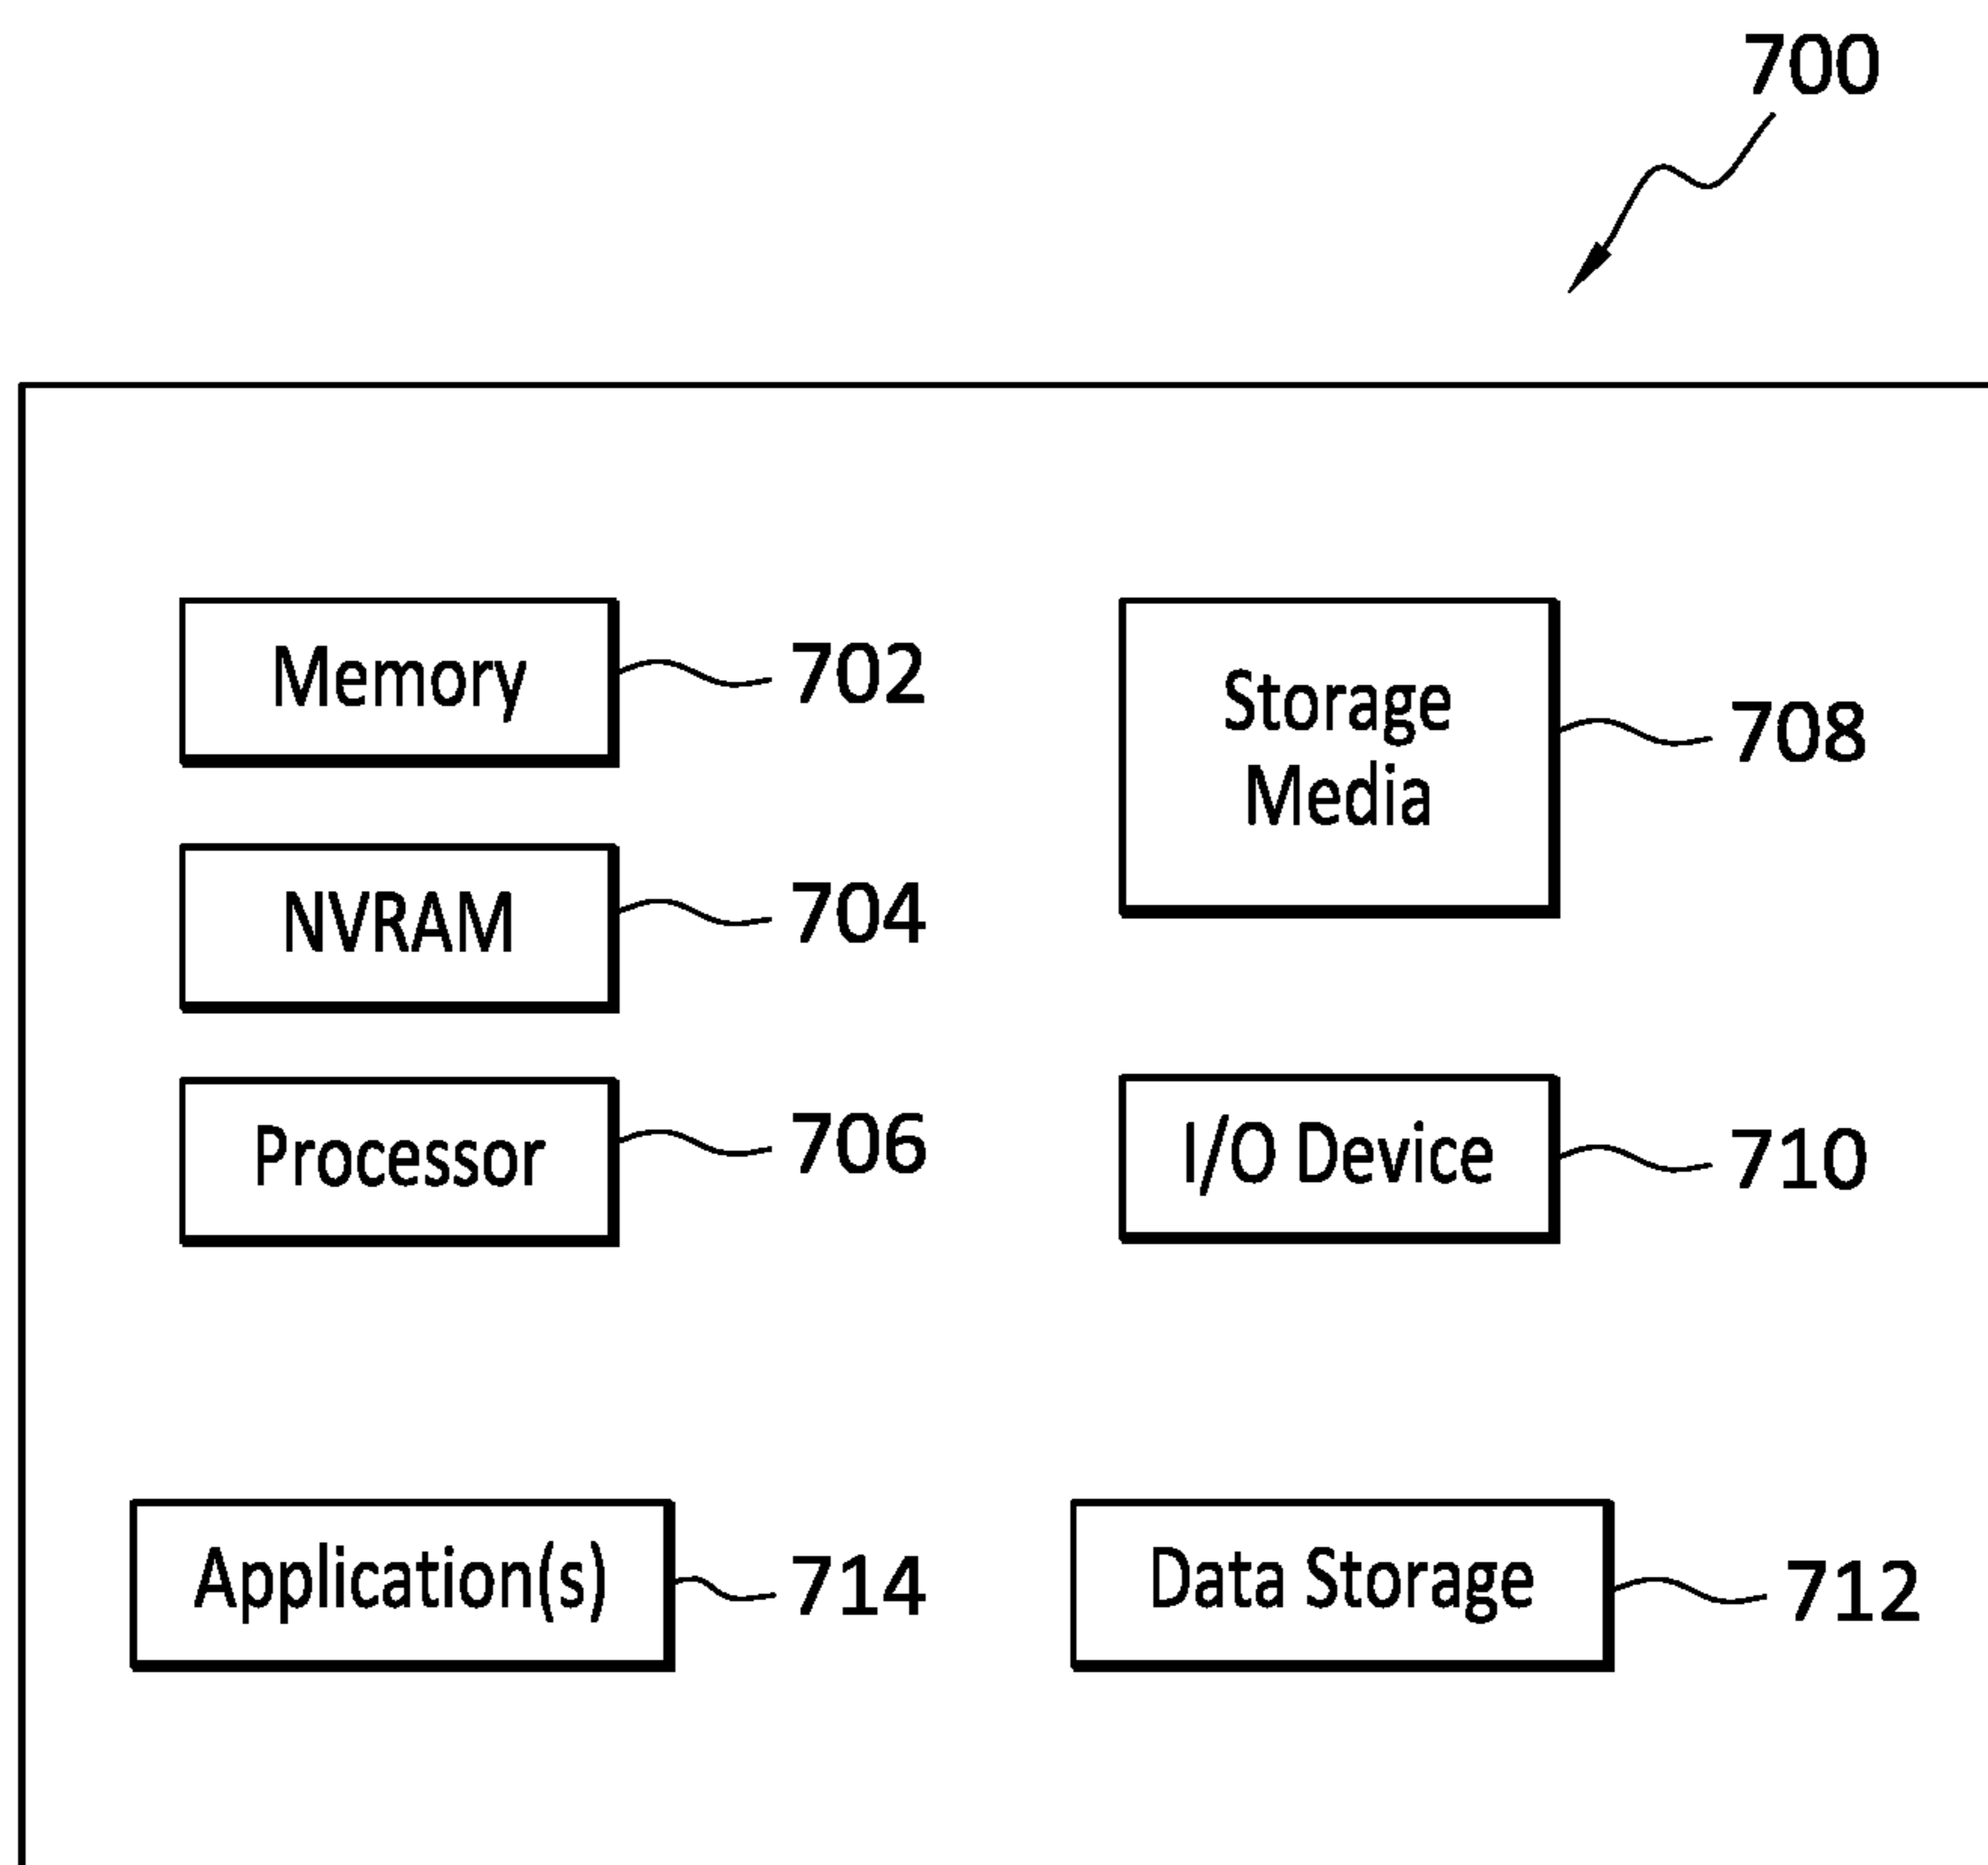 700
Memory 702
Storage
Media 708
NVRAM 704
Processor 706
I/O Device 710
Application(s) 714
Data Storage 712